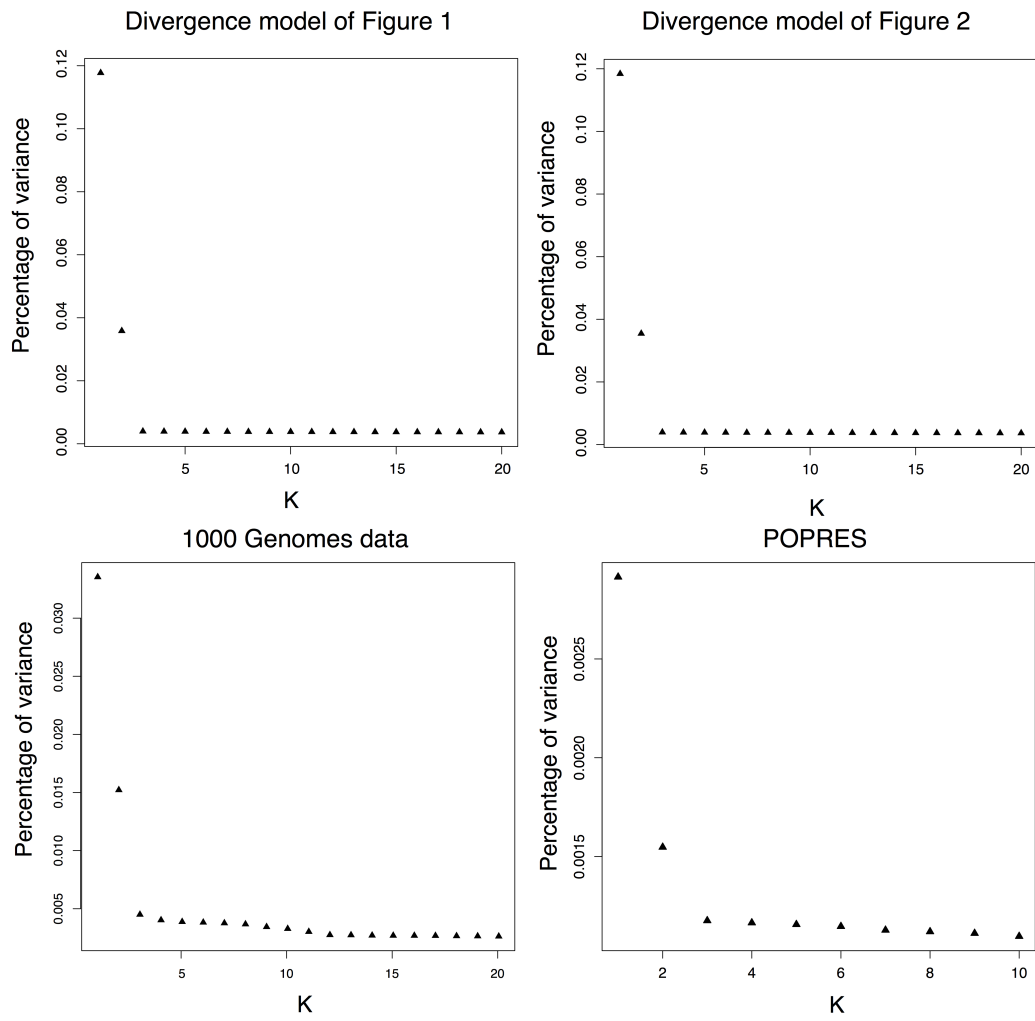 Divergence model of Figure 1
Percentage of variance
0.00 0.02 0.04 0.06 0.08 0.10 0.12
5 10 15 20
K
Divergence model of Figure 2
Percentage of variance
0.00 0.02 0.04 0.06 0.08 0.10 0.12
5 10 15 20
K
1000 Genomes data
Percentage of variance
0.005 0.010 0.015 0.020 0.025 0.030
5 10 15 20
K
POPRES
Percentage of variance
0.0015 0.0020 0.0025
2 4 6 8 10
K